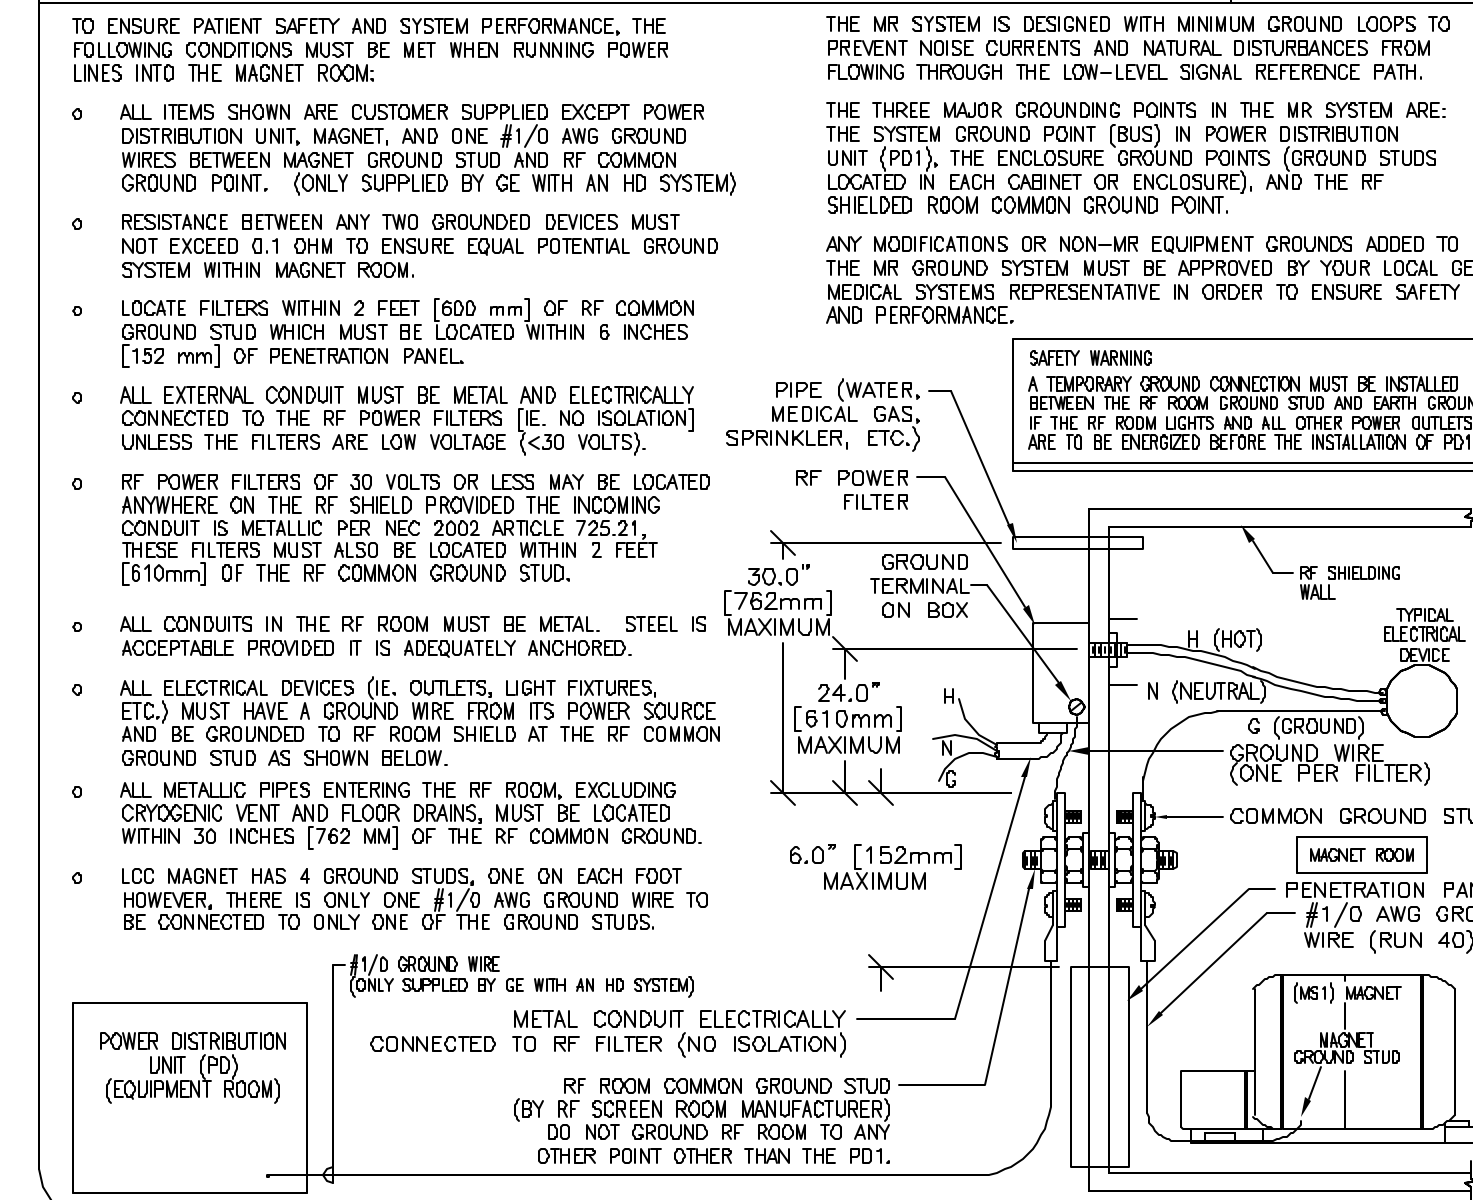 TO ENSURE PATIENT SAFETY AND SYSTEM PERFORMANCE, THE
FOLLOWING CONDITIONS MUST BE MET WHEN RUNNING POWER
LINES INTO THE MAGNET ROOM:
o ALL ITEMS SHOWN ARE CUSTOMER SUPPLIED EXCEPT POWER
DISTRIBUTION UNIT, MAGNET, AND ONE #1/0 AWG GROUND
WIRES BETWEEN MAGNET GROUND STUD AND RF COMMON
GROUND POINT. (ONLY SUPPLIED BY GE WITH AN HD SYSTEM)
o RESISTANCE BETWEEN ANY TWO GROUNDED DEVICES MUST
NOT EXCEED 0.1 OHM TO ENSURE EQUAL POTENTIAL GROUND
SYSTEM WITHIN MAGNET ROOM.
o LOCATE FILTERS WITHIN 2 FEET [600 mm] OF RF COMMON
GROUND STUD WHICH MUST BE LOCATED WITHIN 6 INCHES
[152 mm] OF PENETRATION PANEL.
o ALL EXTERNAL CONDUIT MUST BE METAL AND ELECTRICALLY
CONNECTED TO THE RF POWER FILTERS [IE. NO ISOLATION]
UNLESS THE FILTERS ARE LOW VOLTAGE (<30 VOLTS).
o RF POWER FILTERS OF 30 VOLTS OR LESS MAY BE LOCATED
ANYWHERE ON THE RF SHIELD PROVIDED THE INCOMING
CONDUIT IS METALLIC PER NEC 2002 ARTICLE 725.21,
THESE FILTERS MUST ALSO BE LOCATED WITHIN 2 FEET
[610mm] OF THE RF COMMON GROUND STUD.
o ALL CONDUITS IN THE RF ROOM MUST BE METAL. STEEL IS
ACCEPTABLE PROVIDED IT IS ADEQUATELY ANCHORED.
o ALL ELECTRICAL DEVICES (IE. OUTLETS, LIGHT FIXTURES,
ETC.) MUST HAVE A GROUND WIRE FROM ITS POWER SOURCE
AND BE GROUNDED TO RF ROOM SHIELD AT THE RF COMMON
GROUND STUD AS SHOWN BELOW.
o ALL METALLIC PIPES ENTERING THE RF ROOM, EXCLUDING
CRYOGENIC VENT AND FLOOR DRAINS, MUST BE LOCATED
WITHIN 30 INCHES [762 MM] OF THE RF COMMON GROUND.
o LCC MAGNET HAS 4 GROUND STUDS, ONE ON EACH FOOT
HOWEVER, THERE IS ONLY ONE #1/0 AWG GROUND WIRE TO
BE CONNECTED TO ONLY ONE OF THE GROUND STUDS.
THE MR SYSTEM IS DESIGNED WITH MINIMUM GROUND LOOPS TO
PREVENT NOISE CURRENTS AND NATURAL DISTURBANCES FROM
FLOWING THROUGH THE LOW-LEVEL SIGNAL REFERENCE PATH.
THE THREE MAJOR GROUNDING POINTS IN THE MR SYSTEM ARE:
THE SYSTEM GROUND POINT (BUS) IN POWER DISTRIBUTION
UNIT (PD1), THE ENCLOSURE GROUND POINTS (GROUND STUDS
LOCATED IN EACH CABINET OR ENCLOSURE), AND THE RF
SHIELDED ROOM COMMON GROUND POINT.
ANY MODIFICATIONS OR NON-MR EQUIPMENT GROUNDS ADDED TO
THE MR GROUND SYSTEM MUST BE APPROVED BY YOUR LOCAL GE
MEDICAL SYSTEMS REPRESENTATIVE IN ORDER TO ENSURE SAFETY
AND PERFORMANCE.
SAFETY WARNING
A TEMPORARY GROUND CONNECTION MUST BE INSTALLED
BETWEEN THE RF ROOM GROUND STUD AND EARTH GROUN
IF THE RF ROOM LIGHTS AND ALL OTHER POWER OUTLETS
ARE TO BE ENERGIZED BEFORE THE INSTALLATION OF PD1
PIPE (WATER,
MEDICAL GAS,
SPRINKLER, ETC.)
RF POWER
FILTER
GROUND
TERMINAL
ON BOX
30.0"
[762mm]
MAXIMUM
24.0"
[610mm]
MAXIMUM
H
N
G
6.0" [152mm]
MAXIMUM
RF SHIELDING
WALL
TYPICAL
ELECTRICAL
DEVICE
H (HOT)
N (NEUTRAL)
G (GROUND)
GROUND WIRE
(ONE PER FILTER)
COMMON GROUND STU
MAGNET ROOM
PENETRATION PAN
#1/0 AWG GRO
WIRE (RUN 40)
(MS1) MAGNET
MAGNET
GROUND STUD
#1/0 GROUND WIRE
(ONLY SUPPLED BY GE WITH AN HD SYSTEM)
METAL CONDUIT ELECTRICALLY
CONNECTED TO RF FILTER (NO ISOLATION)
RF ROOM COMMON GROUND STUD
(BY RF SCREEN ROOM MANUFACTURER)
DO NOT GROUND RF ROOM TO ANY
OTHER POINT OTHER THAN THE PD1.
POWER DISTRIBUTION
UNIT (PD)
(EQUIPMENT ROOM)